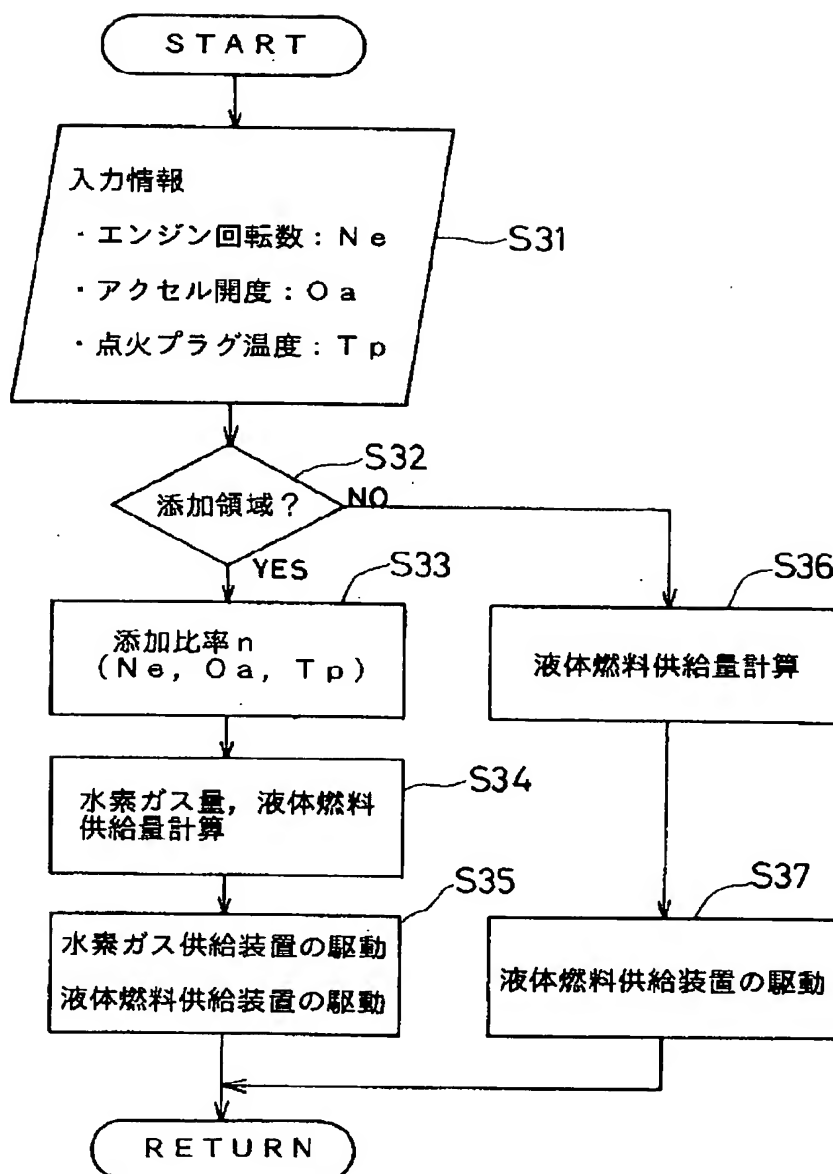 START
入力情報
・エンジン回転数：Ne
・アクセル開度：Oa
・点火プラグ温度：Tp
S31
S32
添加領域？
NO
YES
S33
添加比率n
(Ne, Oa, Tp)
S34
水素ガス量，液体燃料
供給量計算
S35
水素ガス供給装置の駆動
液体燃料供給装置の駆動
S36
液体燃料供給量計算
S37
液体燃料供給装置の駆動
RETURN